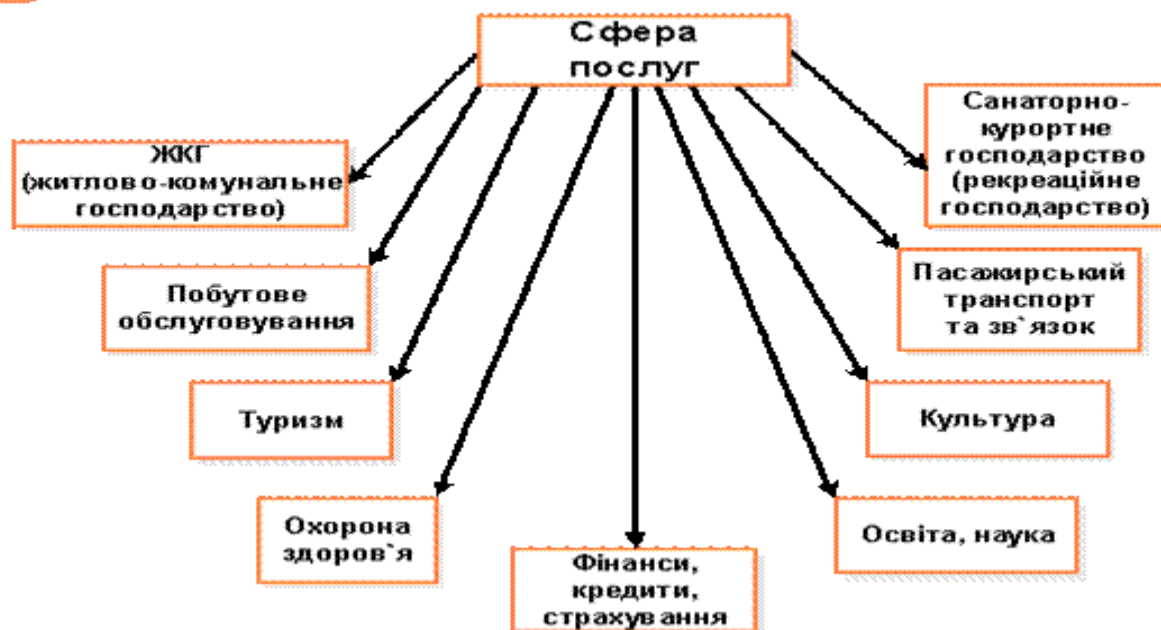 Сфера
послуг
ЖКГ
(житлово-комунальне
господарство)
Побутове
обслуговування
Туризм
Охорона
здоров`я
Фінанси,
кредити,
страхування
Освіта, наука
Культура
Пасажирський
транспорт
та зв`язок
Санаторно-
курортне
господарство
(рекреаційне
господарство)